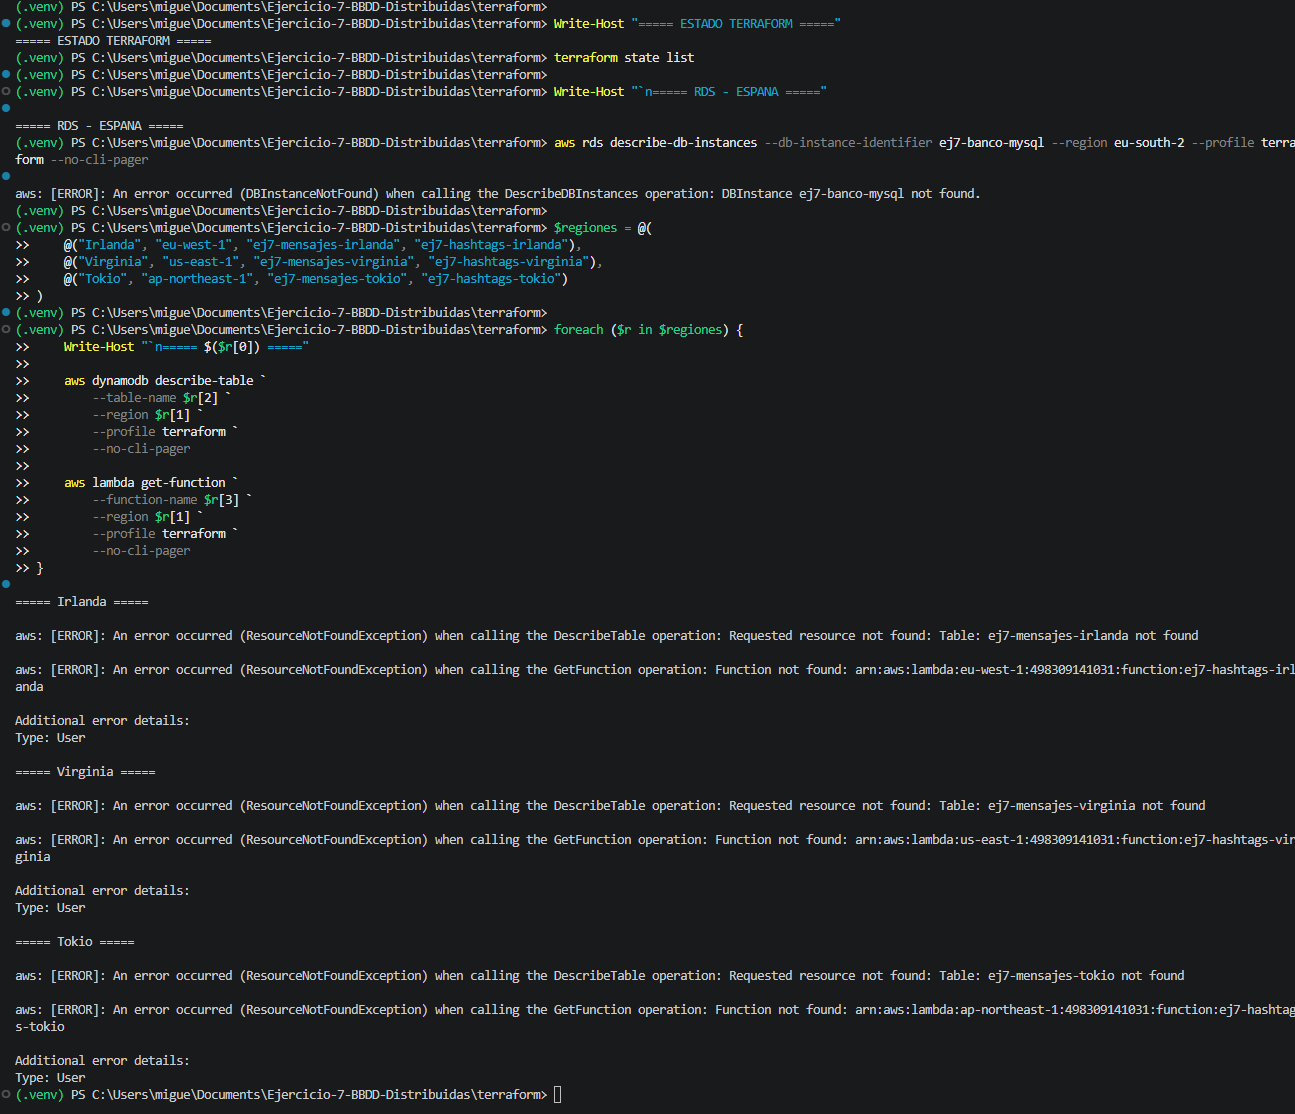 (.venv) PS C:\Users\migue\Documents\Ejercicio-7-BBDD-Distribuidas\terraform>
(.venv) PS C:\Users\migue\Documents\Ejercicio-7-BBDD-Distribuidas\terraform> Write-Host "===== ESTADO TERRAFORM ====="
===== ESTADO TERRAFORM =====
(.venv) PS C:\Users\migue\Documents\Ejercicio-7-BBDD-Distribuidas\terraform> terraform state list
(.venv) PS C:\Users\migue\Documents\Ejercicio-7-BBDD-Distribuidas\terraform>
(.venv) PS C:\Users\migue\Documents\Ejercicio-7-BBDD-Distribuidas\terraform> Write-Host "`n===== RDS - ESPANA ====="
===== RDS - ESPANA =====
(.venv) PS C:\Users\migue\Documents\Ejercicio-7-BBDD-Distribuidas\terraform> aws rds describe-db-instances --db-instance-identifier ej7-banco-mysql --region eu-south-2 --profile terra
form --no-cli-pager
aws: [ERROR]: An error occurred (DBInstanceNotFound) when calling the DescribeDBInstances operation: DBInstance ej7-banco-mysql not found.
(.venv) PS C:\Users\migue\Documents\Ejercicio-7-BBDD-Distribuidas\terraform>
(.venv) PS C:\Users\migue\Documents\Ejercicio-7-BBDD-Distribuidas\terraform> $regiones = @(
>>     @("Irlanda", "eu-west-1", "ej7-mensajes-irlanda", "ej7-hashtags-irlanda"),
>>     @("Virginia", "us-east-1", "ej7-mensajes-virginia", "ej7-hashtags-virginia"),
>>     @("Tokio", "ap-northeast-1", "ej7-mensajes-tokio", "ej7-hashtags-tokio")
>> )
(.venv) PS C:\Users\migue\Documents\Ejercicio-7-BBDD-Distribuidas\terraform>
(.venv) PS C:\Users\migue\Documents\Ejercicio-7-BBDD-Distribuidas\terraform> foreach ($r in $regiones) {
>>     Write-Host "`n===== $($r[0]) ====="
>>
>>     aws dynamodb describe-table `
>>         --table-name $r[2] `
>>         --region $r[1] `
>>         --profile terraform `
>>         --no-cli-pager
>>
>>     aws lambda get-function `
>>         --function-name $r[3] `
>>         --region $r[1] `
>>         --profile terraform `
>>         --no-cli-pager
>> }
===== Irlanda =====
aws: [ERROR]: An error occurred (ResourceNotFoundException) when calling the DescribeTable operation: Requested resource not found: Table: ej7-mensajes-irlanda not found
aws: [ERROR]: An error occurred (ResourceNotFoundException) when calling the GetFunction operation: Function not found: arn:aws:lambda:eu-west-1:498309141031:function:ej7-hashtags-irl
anda
Additional error details:
Type: User
===== Virginia =====
aws: [ERROR]: An error occurred (ResourceNotFoundException) when calling the DescribeTable operation: Requested resource not found: Table: ej7-mensajes-virginia not found
aws: [ERROR]: An error occurred (ResourceNotFoundException) when calling the GetFunction operation: Function not found: arn:aws:lambda:us-east-1:498309141031:function:ej7-hashtags-vir
ginia
Additional error details:
Type: User
===== Tokio =====
aws: [ERROR]: An error occurred (ResourceNotFoundException) when calling the DescribeTable operation: Requested resource not found: Table: ej7-mensajes-tokio not found
aws: [ERROR]: An error occurred (ResourceNotFoundException) when calling the GetFunction operation: Function not found: arn:aws:lambda:ap-northeast-1:498309141031:function:ej7-hashtag
s-tokio
Additional error details:
Type: User
(.venv) PS C:\Users\migue\Documents\Ejercicio-7-BBDD-Distribuidas\terraform>